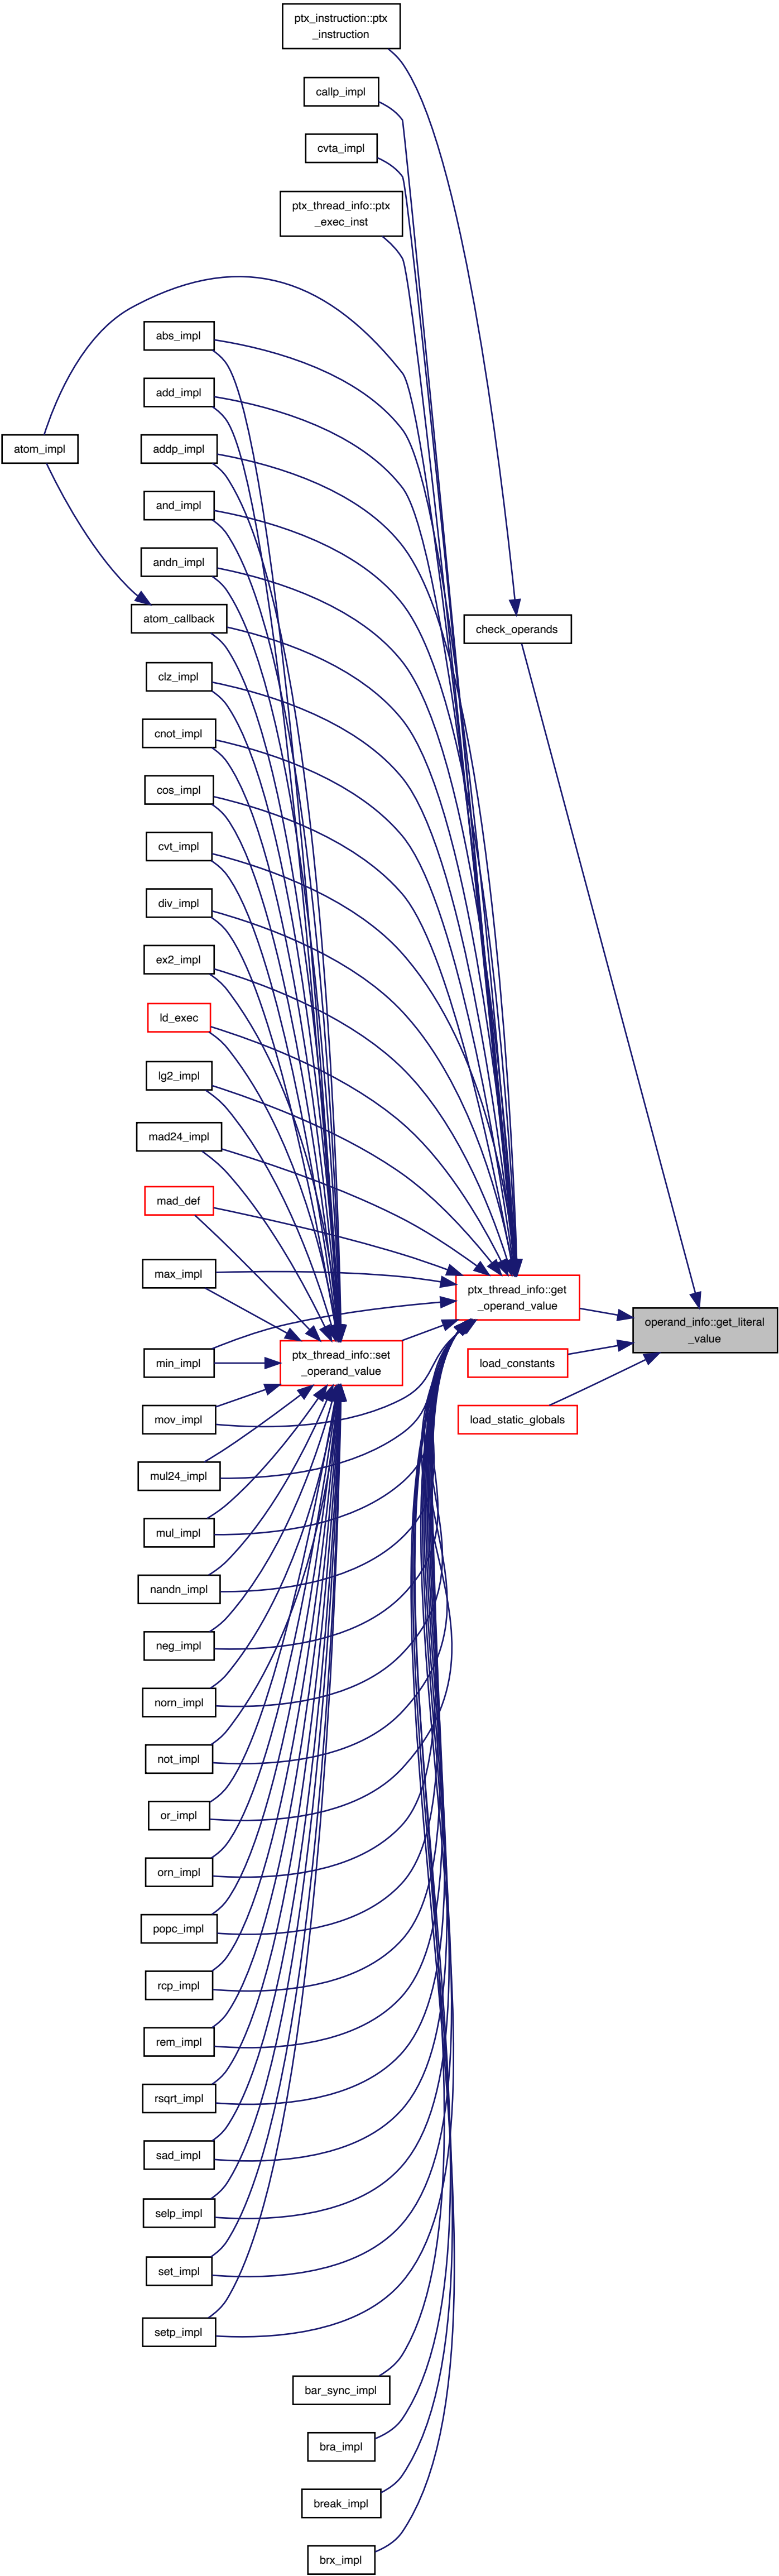 ptx_instruction::ptx
_instruction
callp_impl
cvta_impl
ptx_thread_info::ptx
_exec_inst
abs_impl
add_impl
atom_impl
addp_impl
and_impl
andn_impl
atom_callback
check_operands
clz_impl
cnot_impl
cos_impl
cvt_impl
div_impl
ex2_impl
ld_exec
lg2_impl
mad24_impl
mad_def
max_impl
ptx_thread_info::get
_operand_value
operand_info::get_literal
_value
min_impl
ptx_thread_info::set
_operand_value
load_constants
mov_impl
load_static_globals
mul24_impl
mul_impl
nandn_impl
neg_impl
norn_impl
not_impl
or_impl
orn_impl
popc_impl
rcp_impl
rem_impl
rsqrt_impl
sad_impl
selp_impl
set_impl
setp_impl
bar_sync_impl
bra_impl
break_impl
brx_impl